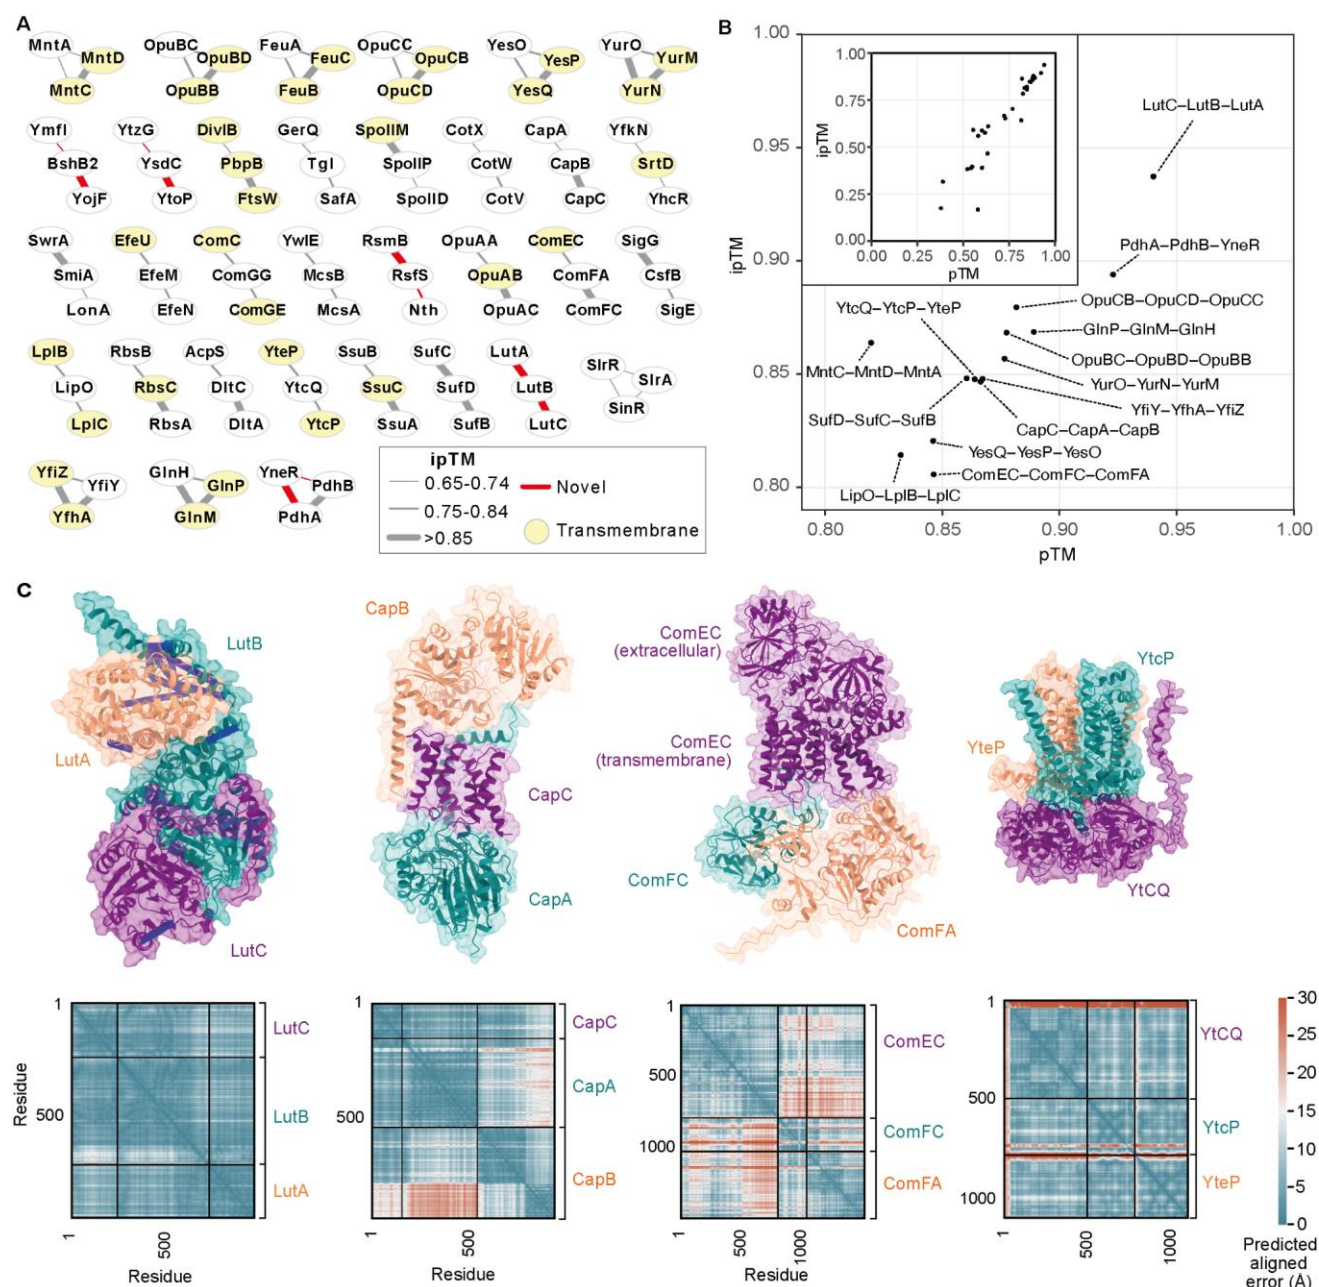 A
MntA MntD MntC
OpuBC OpuBD OpuBB
FeuA FeuC FeuB
OpuCC OpuCB OpuCD
YesO YesP YesQ
YurO YurM YurN
YmfI BshB2 YojF
YtzG YsdC YtoP
DivIB PbpB FtsW
GerQ Tgl SafA
SpoIIM SpoIIP SpoIID
CotX CotW CotV
CapA CapB CapC
YfkN SrtD YhcR
SwrA SmiA LonA
EfeU EfeM EfeN
ComC ComGG ComGE
YwlE McsB McsA
RsmB RsfS Nth
OpuAA OpuAB OpuAC
ComEC ComFA ComFC
SigG CsfB SigE
LplB LipO LplC
RbsB RbsC RbsA
AcpS DltC DltA
YteP YtcQ YtcP
SsuB SsuC SsuA
SufC SufD SufB
LutA LutB LutC
SlrR SlrA SinR
YfiZ YfiY YfhA
GlnH GlnP GlnM
YneR PdhB PdhA
ipTM
0.65-0.74
0.75-0.84
>0.85
Novel
Transmembrane
B
1.00
0.95
0.90
0.85
0.80
ipTM
0.80 0.85 0.90 0.95 1.00
pTM
1.00
0.75
0.50
0.25
0.00
ipTM
0.00 0.25 0.50 0.75 1.00
pTM
LutC–LutB–LutA
PdhA–PdhB–YneR
OpuCB–OpuCD–OpuCC
YtcQ–YtcP–YteP
GlnP–GlnM–GlnH
OpuBC–OpuBD–OpuBB
MntC–MntD–MntA
YurO–YurN–YurM
YfiY–YfhA–YfiZ
SufD–SufC–SufB
CapC–CapA–CapB
YesQ–YesP–YesO
ComEC–ComFC–ComFA
LipO–LplB–LplC
C
LutB
LutA
LutC
CapB
CapC
CapA
ComEC
(extracellular)
ComEC
(transmembrane)
ComFC
ComFA
YtcP
YteP
YtCQ
1
500
Residue
1 500
Residue
LutC
LutB
LutA
1
500
1 500
Residue
CapC
CapA
CapB
1
500
1000
1 500 1000
Residue
ComEC
ComFC
ComFA
1
500
1000
1 500 1000
YtCQ
YtcP
YteP
30
25
20
15
10
5
0
Predicted
aligned
error (Å)